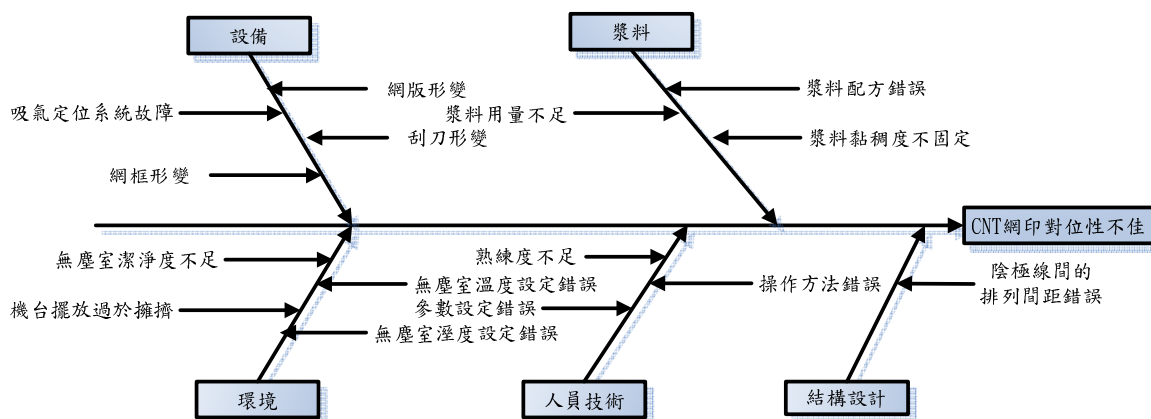 設備
漿料
網版形變
漿料配方錯誤
吸氣定位系統故障
漿料用量不足
刮刀形變
漿料黏稠度不固定
網框形變
CNT網印對位性不佳
無塵室潔淨度不足
熟練度不足
陰極線間的
排列間距錯誤
無塵室溫度設定錯誤
操作方法錯誤
機台擺放過於擁擠
參數設定錯誤
無塵室溼度設定錯誤
環境
人員技術
結構設計